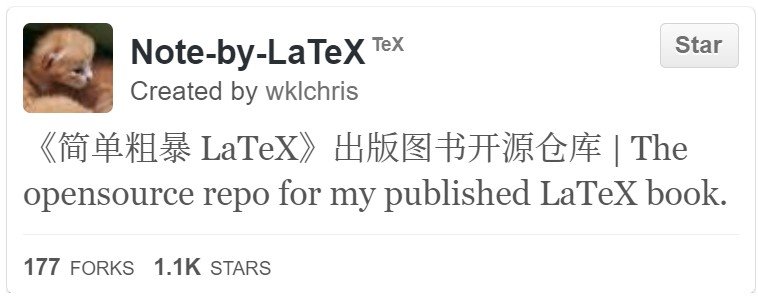 Note-by-LaTeX TeX
Star
Created by wklchris
《简单粗暴 LaTeX》出版图书开源仓库 | The
opensource repo for my published LaTeX book.
177 FORKS 1.1K STARS